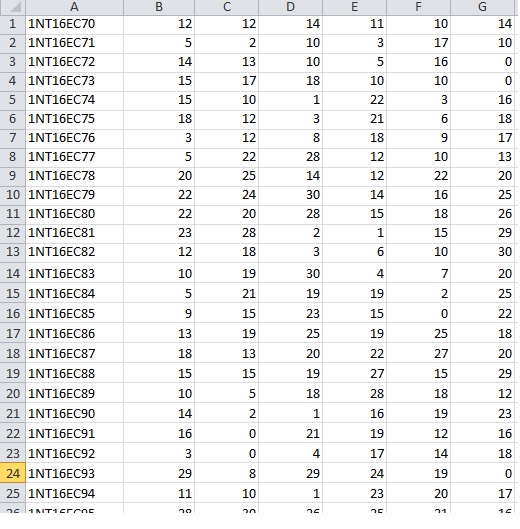 A B C D E F G
1 1NT16EC70 12 12 14 11 10 14
2 1NT16EC71 5 2 10 3 17 10
3 1NT16EC72 14 13 10 5 16 0
4 1NT16EC73 15 17 18 10 10 0
5 1NT16EC74 15 10 1 22 3 16
6 1NT16EC75 18 12 3 21 6 18
7 1NT16EC76 3 12 8 18 9 17
8 1NT16EC77 5 22 28 12 10 13
9 1NT16EC78 20 25 14 12 22 20
10 1NT16EC79 22 24 30 14 16 25
11 1NT16EC80 22 20 28 15 18 26
12 1NT16EC81 23 28 2 1 15 29
13 1NT16EC82 12 18 3 6 10 30
14 1NT16EC83 10 19 30 4 7 20
15 1NT16EC84 5 21 19 19 2 25
16 1NT16EC85 9 15 23 15 0 22
17 1NT16EC86 13 19 25 19 25 18
18 1NT16EC87 18 13 20 22 27 20
19 1NT16EC88 15 15 19 27 15 29
20 1NT16EC89 10 5 18 28 18 12
21 1NT16EC90 14 2 1 16 19 23
22 1NT16EC91 16 0 21 19 12 16
23 1NT16EC92 3 0 4 17 14 18
24 1NT16EC93 29 8 29 24 19 0
25 1NT16EC94 11 10 1 23 20 17